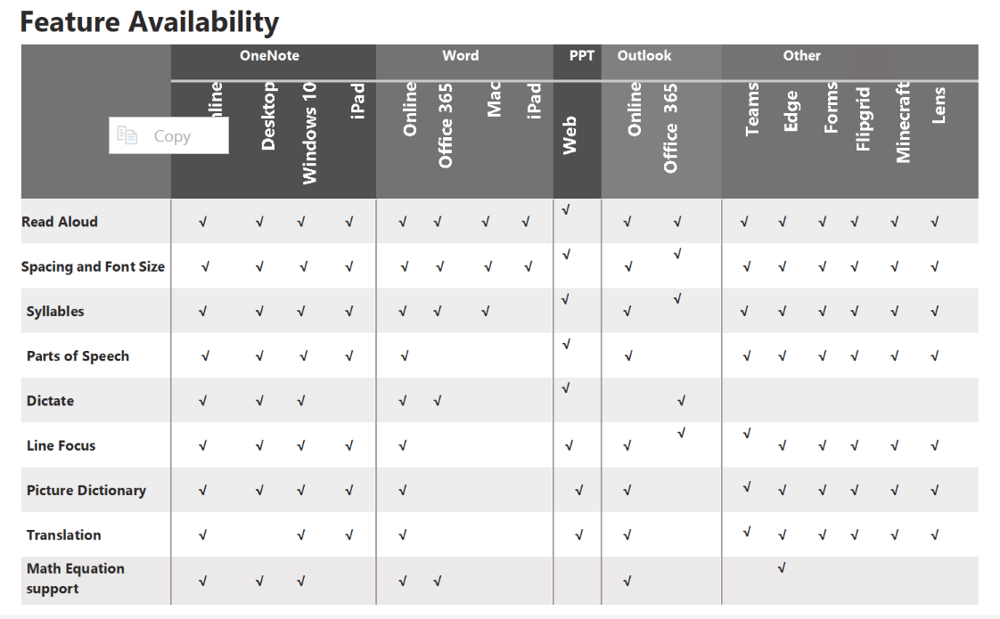 Feature Availability
OneNote Word PPT Outlook Other
nline Desktop Windows 10 iPad Online Office 365 Mac iPad Web Online Office 365 Teams Edge Forms Flipgrid Minecraft Lens
Copy
Read Aloud √ √ √ √ √ √ √ √ √ √ √ √ √ √ √ √ √
Spacing and Font Size √ √ √ √ √ √ √ √ √ √ √ √ √ √ √ √ √
Syllables √ √ √ √ √ √ √ √ √ √ √ √ √ √ √ √
Parts of Speech √ √ √ √ √ √ √ √ √ √ √ √ √
Dictate √ √ √ √ √ √ √
Line Focus √ √ √ √ √ √ √ √ √ √ √ √ √ √
Picture Dictionary √ √ √ √ √ √ √ √ √ √ √ √ √
Translation √ √ √ √ √ √ √ √ √ √ √ √
Math Equation
support √ √ √ √ √ √ √